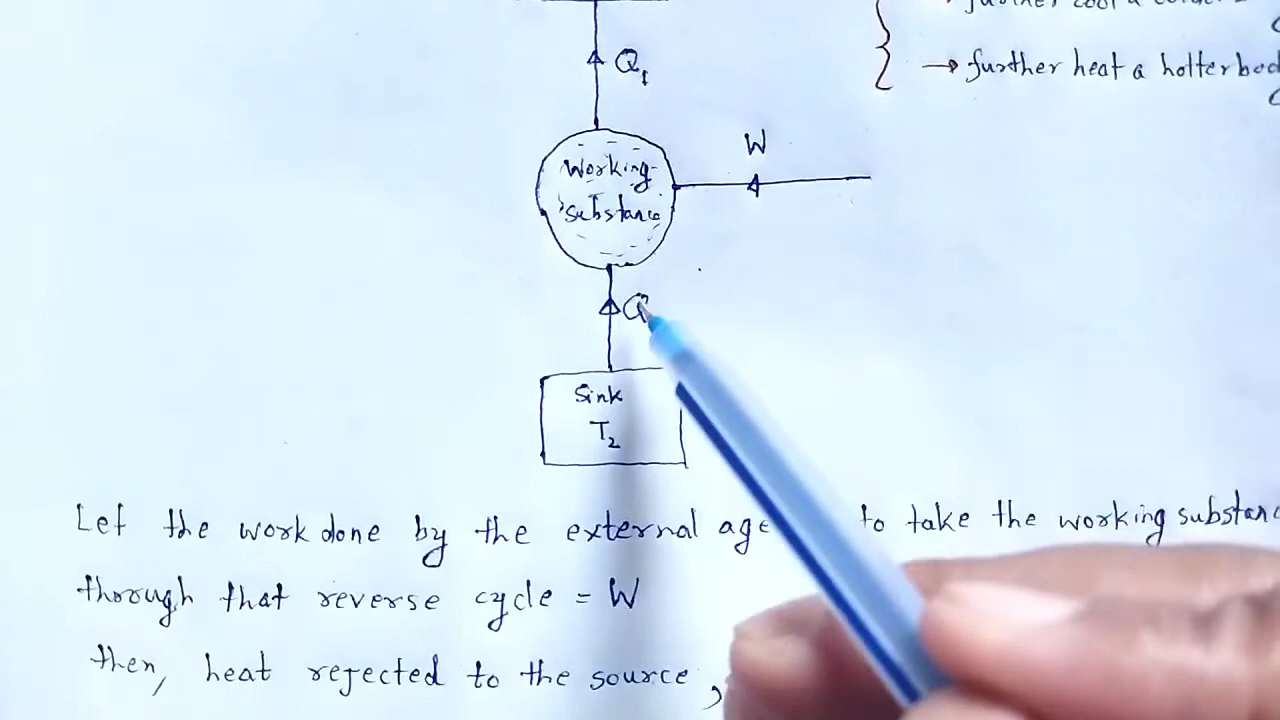 → further heat a hotter bod
Q1
W
Working
substance
Q
Sink
T2
Let the work done by the external age to take the working substanc
through that reverse cycle = W
then, heat rejected to the source,